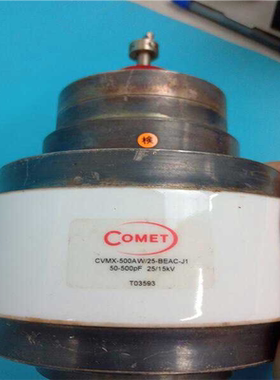 COMET
CVMX-500AW/25-BEAC-J1
50-500pF 25/15kV
T03593